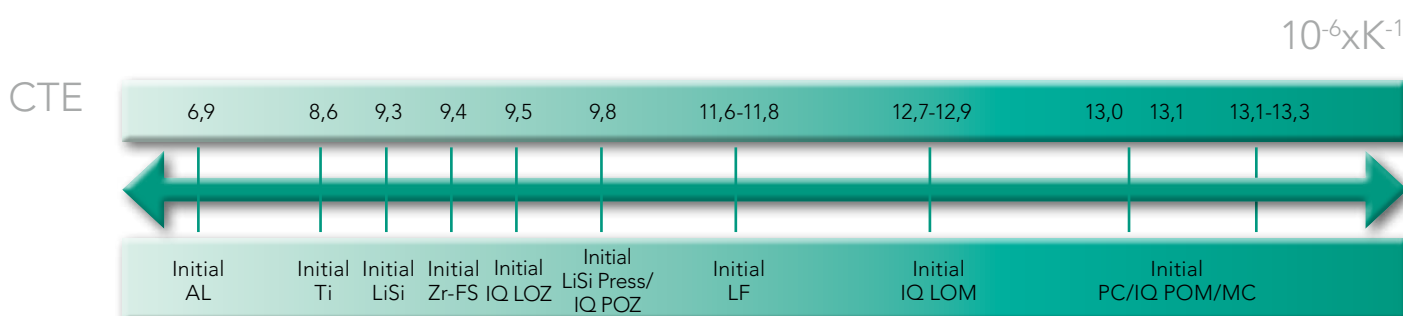 10⁻⁶xK⁻¹
CTE
6,9 8,6 9,3 9,4 9,5 9,8 11,6-11,8 12,7-12,9 13,0 13,1 13,1-13,3
Initial
AL
Initial
Ti
Initial
LiSi
Initial
Zr-FS
Initial
IQ LOZ
Initial
LiSi Press/
IQ POZ
Initial
LF
Initial
IQ LOM
Initial
PC/IQ POM/MC